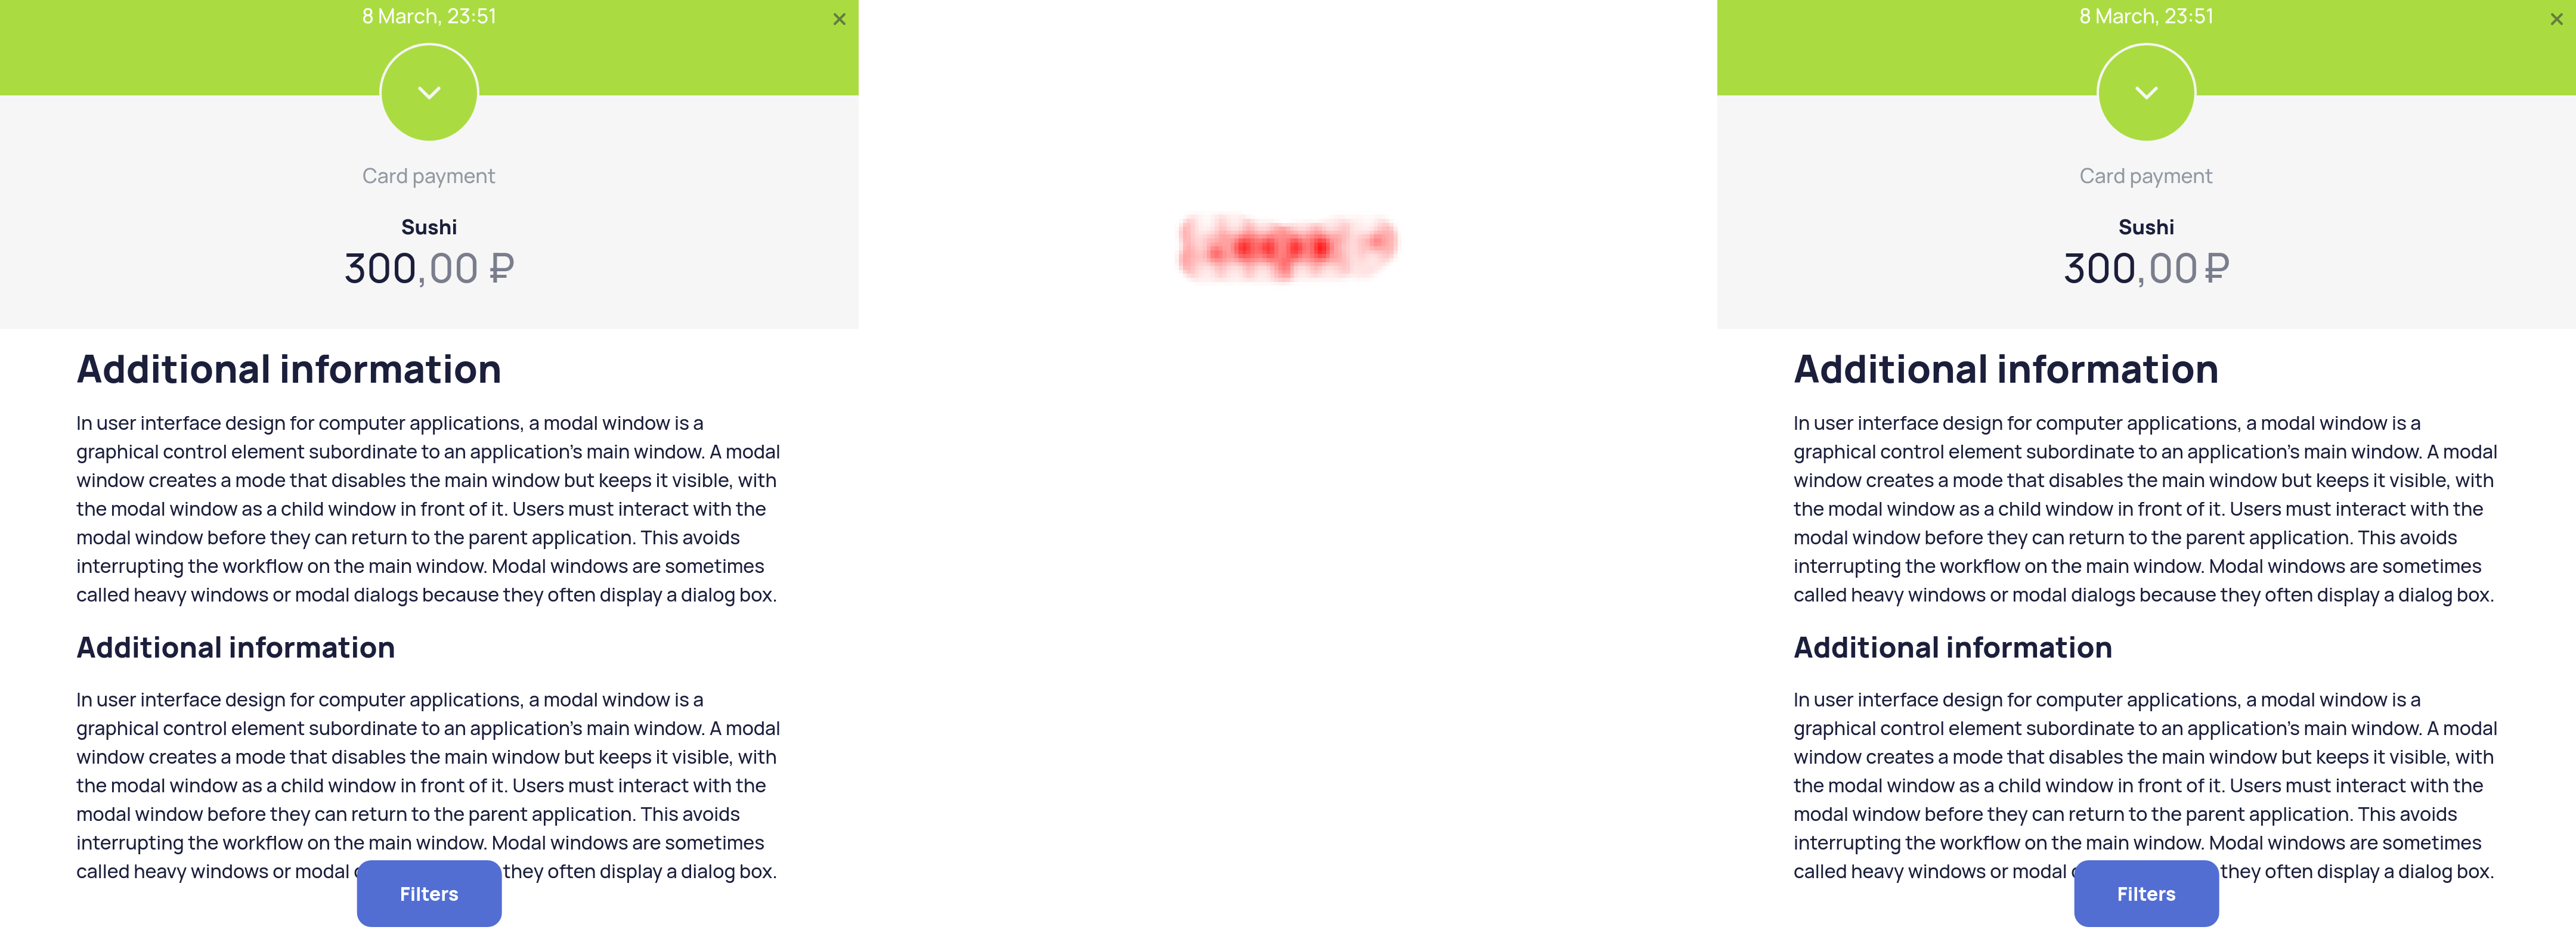 8 March, 23:51
Card payment
Sushi
300,00 ₽
Additional information
In user interface design for computer applications, a modal window is a
graphical control element subordinate to an application's main window. A modal
window creates a mode that disables the main window but keeps it visible, with
the modal window as a child window in front of it. Users must interact with the
modal window before they can return to the parent application. This avoids
interrupting the workflow on the main window. Modal windows are sometimes
called heavy windows or modal dialogs because they often display a dialog box.
Additional information
In user interface design for computer applications, a modal window is a
graphical control element subordinate to an application's main window. A modal
window creates a mode that disables the main window but keeps it visible, with
the modal window as a child window in front of it. Users must interact with the
modal window before they can return to the parent application. This avoids
interrupting the workflow on the main window. Modal windows are sometimes
called heavy windows or modal they often display a dialog box.
Filters
8 March, 23:51
Card payment
Sushi
300,00 ₽
Additional information
In user interface design for computer applications, a modal window is a
graphical control element subordinate to an application's main window. A modal
window creates a mode that disables the main window but keeps it visible, with
the modal window as a child window in front of it. Users must interact with the
modal window before they can return to the parent application. This avoids
interrupting the workflow on the main window. Modal windows are sometimes
called heavy windows or modal dialogs because they often display a dialog box.
Additional information
In user interface design for computer applications, a modal window is a
graphical control element subordinate to an application's main window. A modal
window creates a mode that disables the main window but keeps it visible, with
the modal window as a child window in front of it. Users must interact with the
modal window before they can return to the parent application. This avoids
interrupting the workflow on the main window. Modal windows are sometimes
called heavy windows or modal they often display a dialog box.
Filters